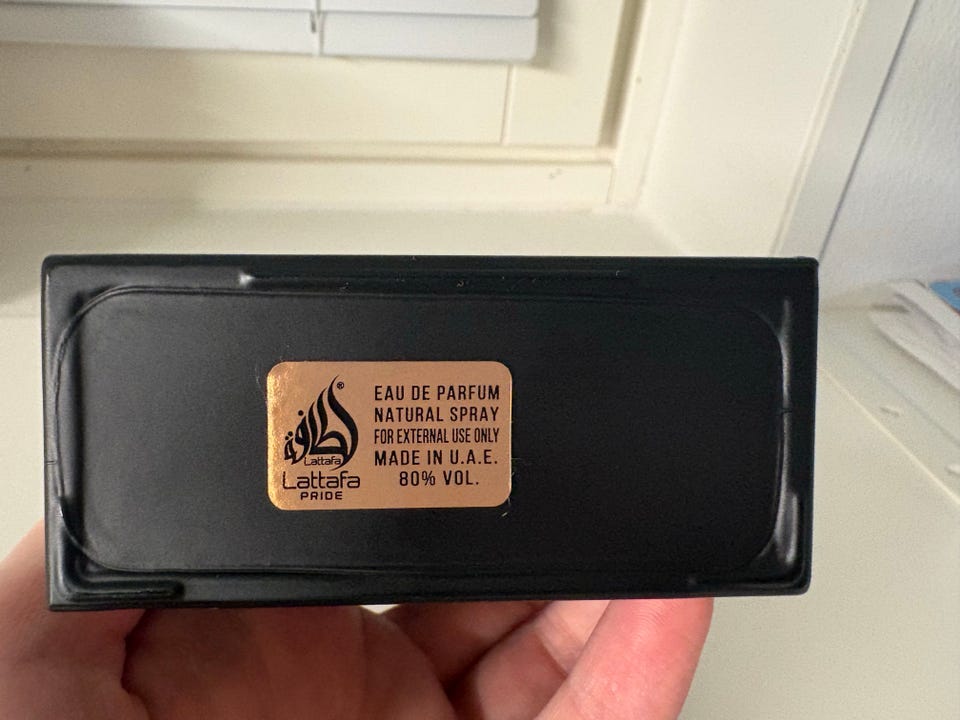 لطافة
®
Lattafa
Lattafa
PRIDE
EAU DE PARFUM
NATURAL SPRAY
FOR EXTERNAL USE ONLY
MADE IN U.A.E.
80% VOL.